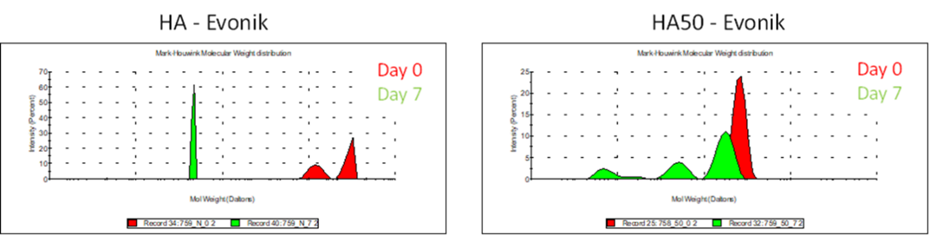 HA - Evonik
Mark-Houwink Molecular Weight distribution
Day 0
Day 7
Intensity (Percent)
70
60
50
40
30
20
10
0
Mol Weight (Daltons)
Record 34:759_N_0 2
Record 40:759_N_7 2
HA50 - Evonik
Mark-Houwink Molecular Weight distribution
Day 0
Day 7
Intensity (Percent)
25
20
15
10
5
0
Mol Weight (Daltons)
Record 25:758_50_0 2
Record 32:759_50_7 2